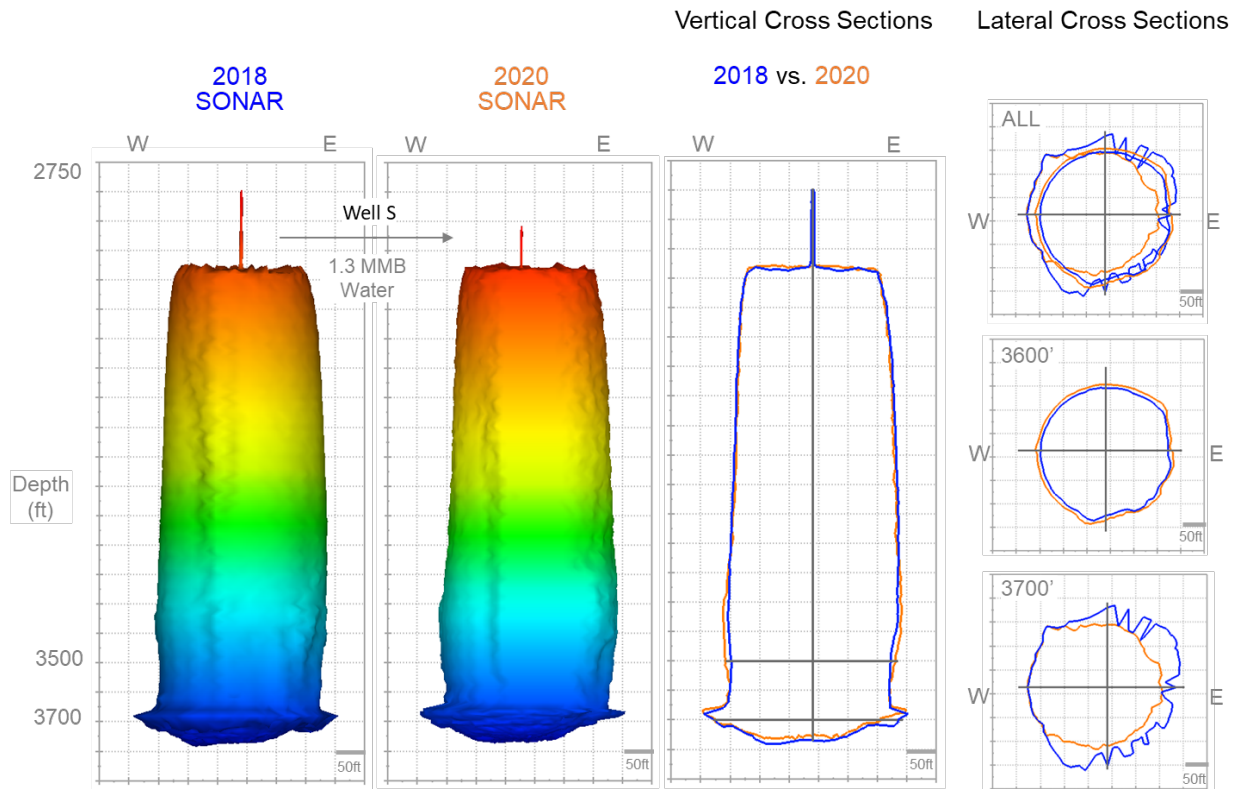 Vertical Cross Sections
Lateral Cross Sections
2018
SONAR
2020
SONAR
2018 vs. 2020
W
E
W
E
W
E
2750
Well S
1.3 MMB
Water
Depth
(ft)
3500
3700
50ft
50ft
50ft
ALL
W
E
50ft
3600'
W
E
50ft
3700'
W
E
50ft